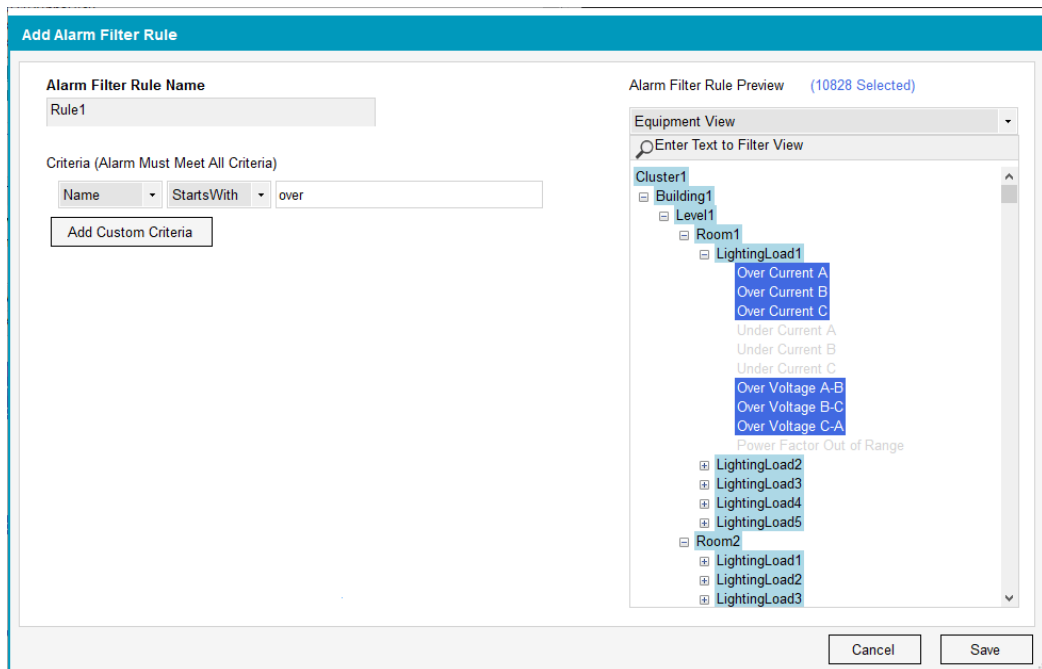 Add Alarm Filter Rule
Alarm Filter Rule Name
Rule1
Criteria (Alarm Must Meet All Criteria)
Name StartsWith over
Add Custom Criteria
Alarm Filter Rule Preview (10828 Selected)
Equipment View
Enter Text to Filter View
Cluster1
Building1
Level1
Room1
LightingLoad1
Over Current A
Over Current B
Over Current C
Under Current A
Under Current B
Under Current C
Over Voltage A-B
Over Voltage B-C
Over Voltage C-A
Power Factor Out of Range
LightingLoad2
LightingLoad3
LightingLoad4
LightingLoad5
Room2
LightingLoad1
LightingLoad2
LightingLoad3
Cancel Save